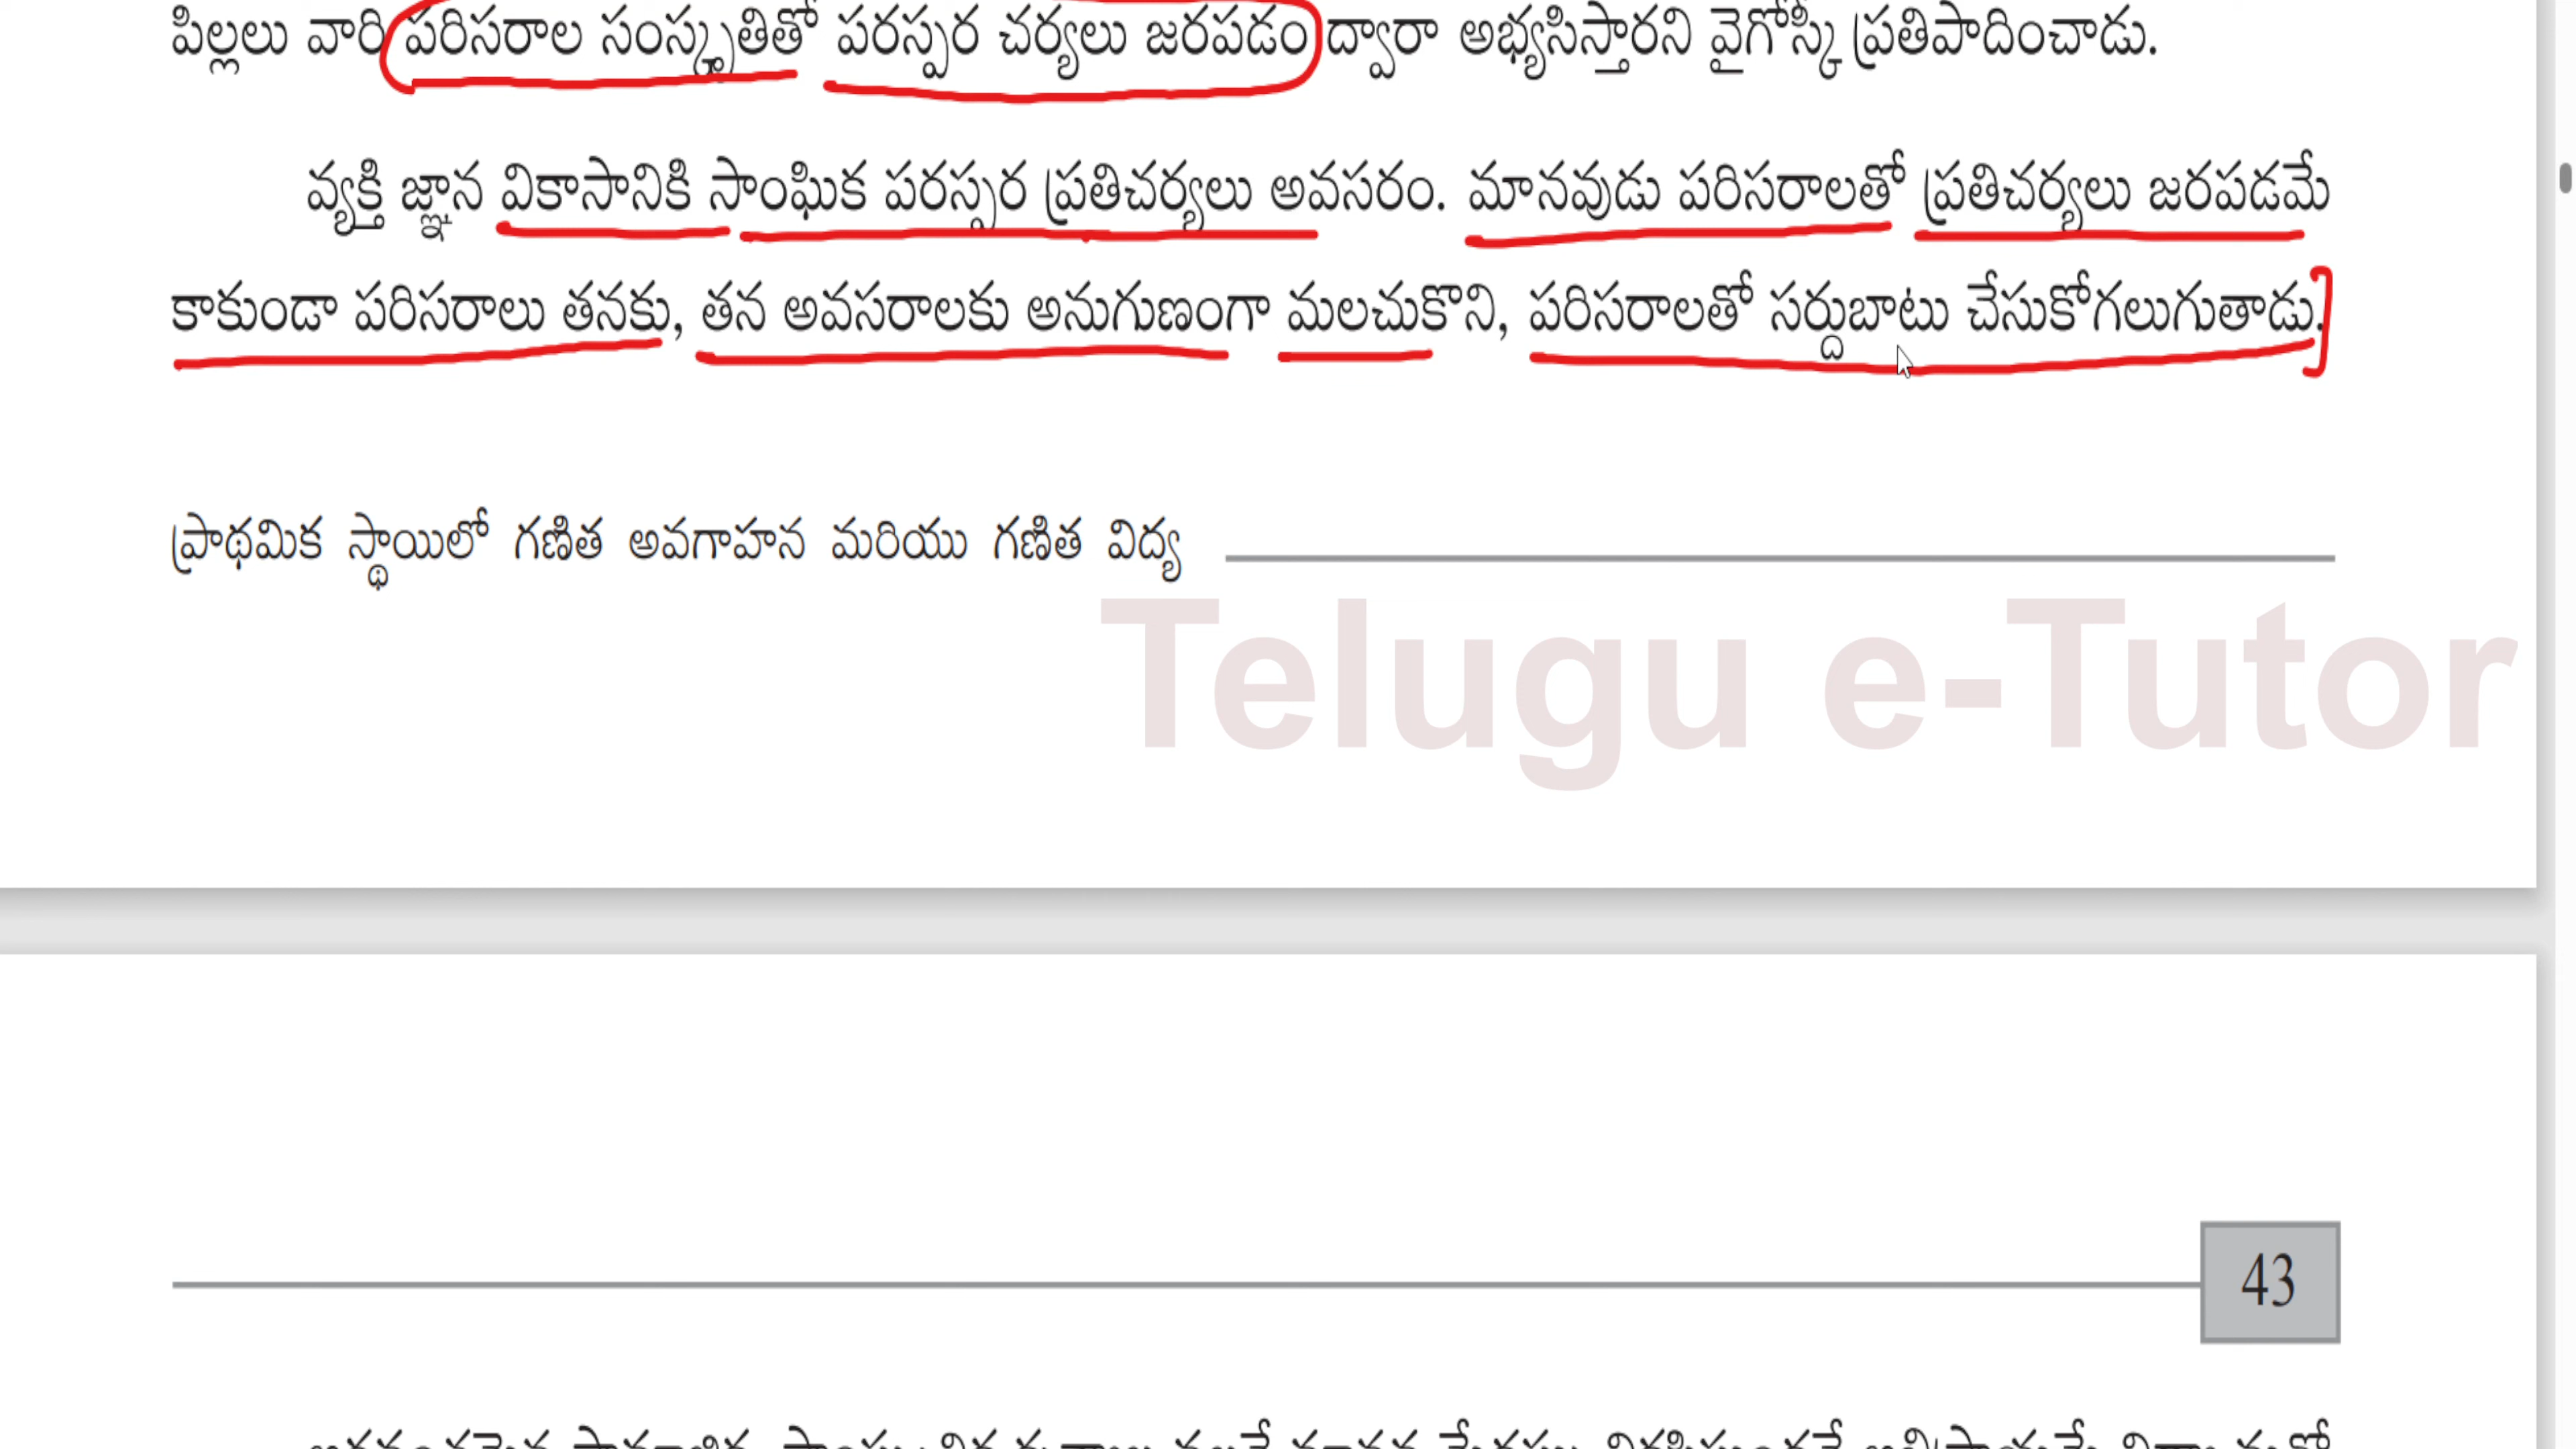 పిల్లలు వారి పరిసరాల సంస్కృతితో పరస్పర చర్యలు జరపడం ద్వారా అభ్యసిస్తారని వైగోస్కీ ప్రతిపాదించాడు.
వ్యక్తి జ్ఞాన వికాసానికి సాంఘిక పరస్పర ప్రతిచర్యలు అవసరం. మానవుడు పరిసరాలతో ప్రతిచర్యలు జరపడమే
కాకుండా పరిసరాలు తనకు, తన అవసరాలకు అనుగుణంగా మలచుకొని, పరిసరాలతో సర్దుబాటు చేసుకోగలుగుతాడు.
ప్రాథమిక స్థాయిలో గణిత అవగాహన మరియు గణిత విద్య
Telugu e-Tutor
43